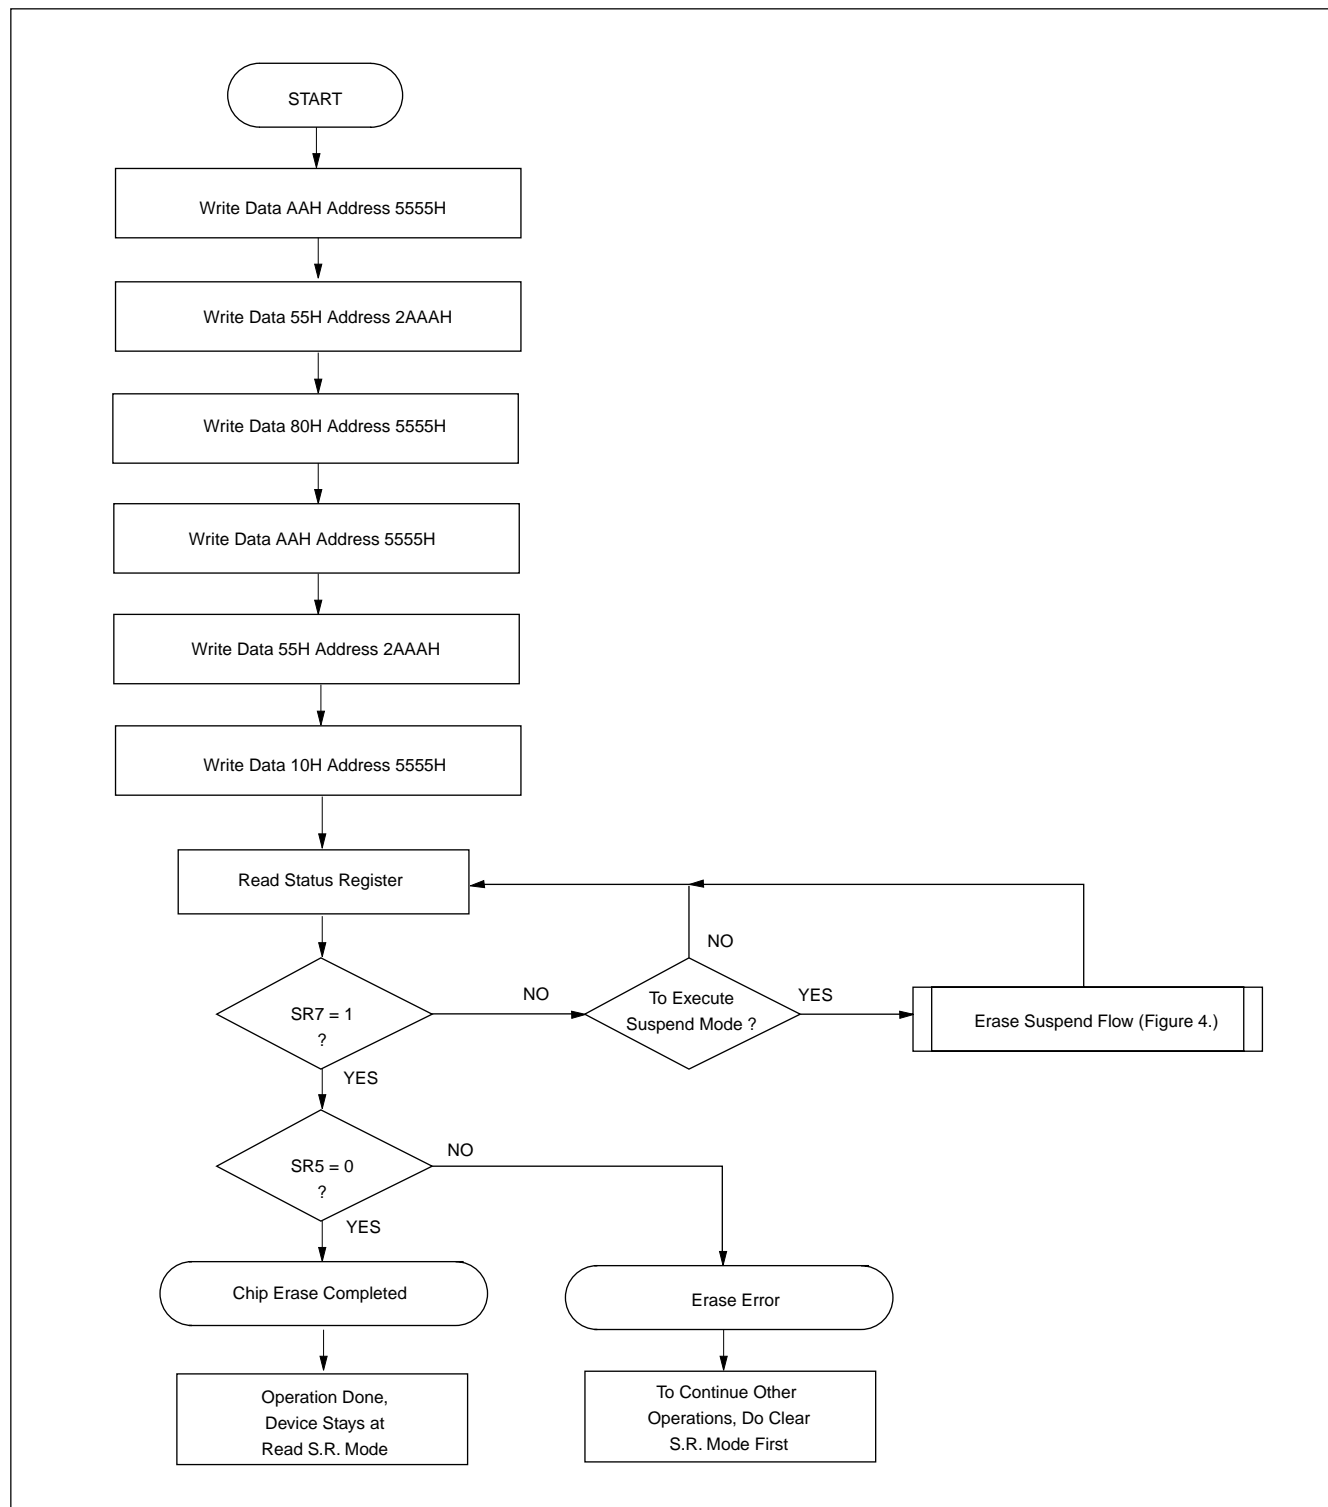 START
Write Data AAH Address 5555H
Write Data 55H Address 2AAAH
Write Data 80H Address 5555H
Write Data AAH Address 5555H
Write Data 55H Address 2AAAH
Write Data 10H Address 5555H
Read Status Register
NO
SR7 = 1
?
NO
To Execute
Suspend Mode ?
YES
Erase Suspend Flow (Figure 4.)
YES
SR5 = 0
?
NO
YES
Chip Erase Completed
Erase Error
Operation Done,
Device Stays at
Read S.R. Mode
To Continue Other
Operations, Do Clear
S.R. Mode First